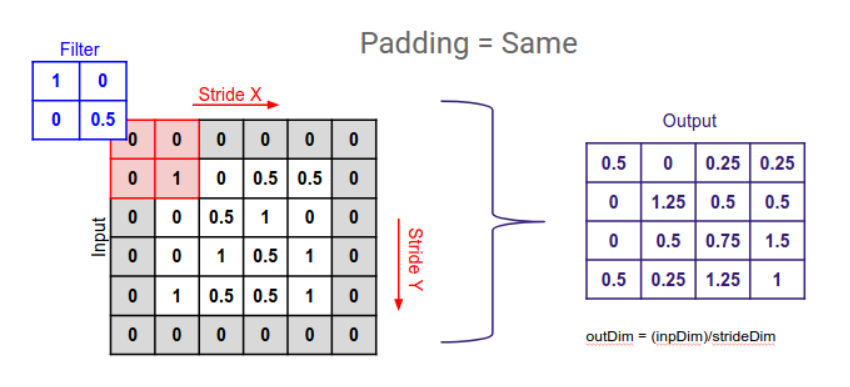 Padding = Same
Filter
1 0
0 0.5
Stride X
Input
0 0 0 0 0 0
0 1 0 0.5 0.5 0
0 0 0.5 1 0 0
0 0 1 0.5 1 0
0 1 0.5 0.5 1 0
0 0 0 0 0 0
Stride Y
Output
0.5 0 0.25 0.25
0 1.25 0.5 0.5
0 0.5 0.75 1.5
0.5 0.25 1.25 1
outDim = (inpDim)/strideDim